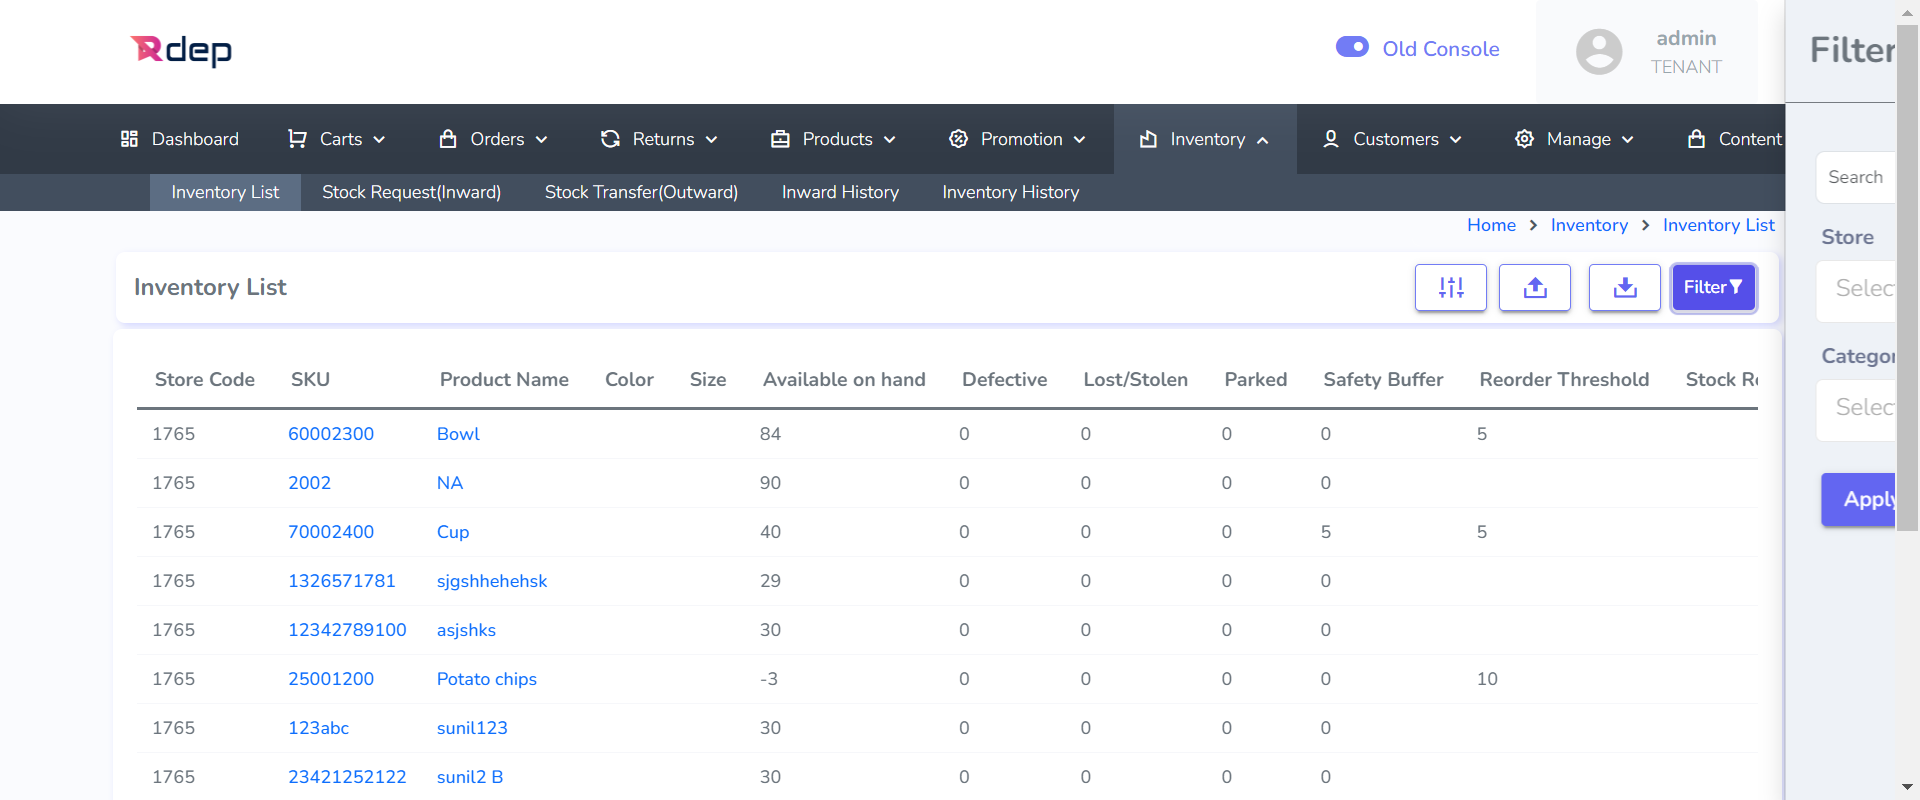 Rdep
Old Console
admin
TENANT
Filter
Dashboard
Carts
Orders
Returns
Products
Promotion
Inventory
Customers
Manage
Content
Inventory List
Stock Request(Inward)
Stock Transfer(Outward)
Inward History
Inventory History
Search
Home > Inventory > Inventory List
Store
Inventory List
Filter
Selec
Categor
Selec
Apply
Store Code SKU Product Name Color Size Available on hand Defective Lost/Stolen Parked Safety Buffer Reorder Threshold Stock Re
1765 60002300 Bowl 84 0 0 0 0 5
1765 2002 NA 90 0 0 0 0
1765 70002400 Cup 40 0 0 0 5 5
1765 1326571781 sjgshhehehsk 29 0 0 0 0
1765 12342789100 asjshks 30 0 0 0 0
1765 25001200 Potato chips -3 0 0 0 0 10
1765 123abc sunil123 30 0 0 0 0
1765 23421252122 sunil2 B 30 0 0 0 0